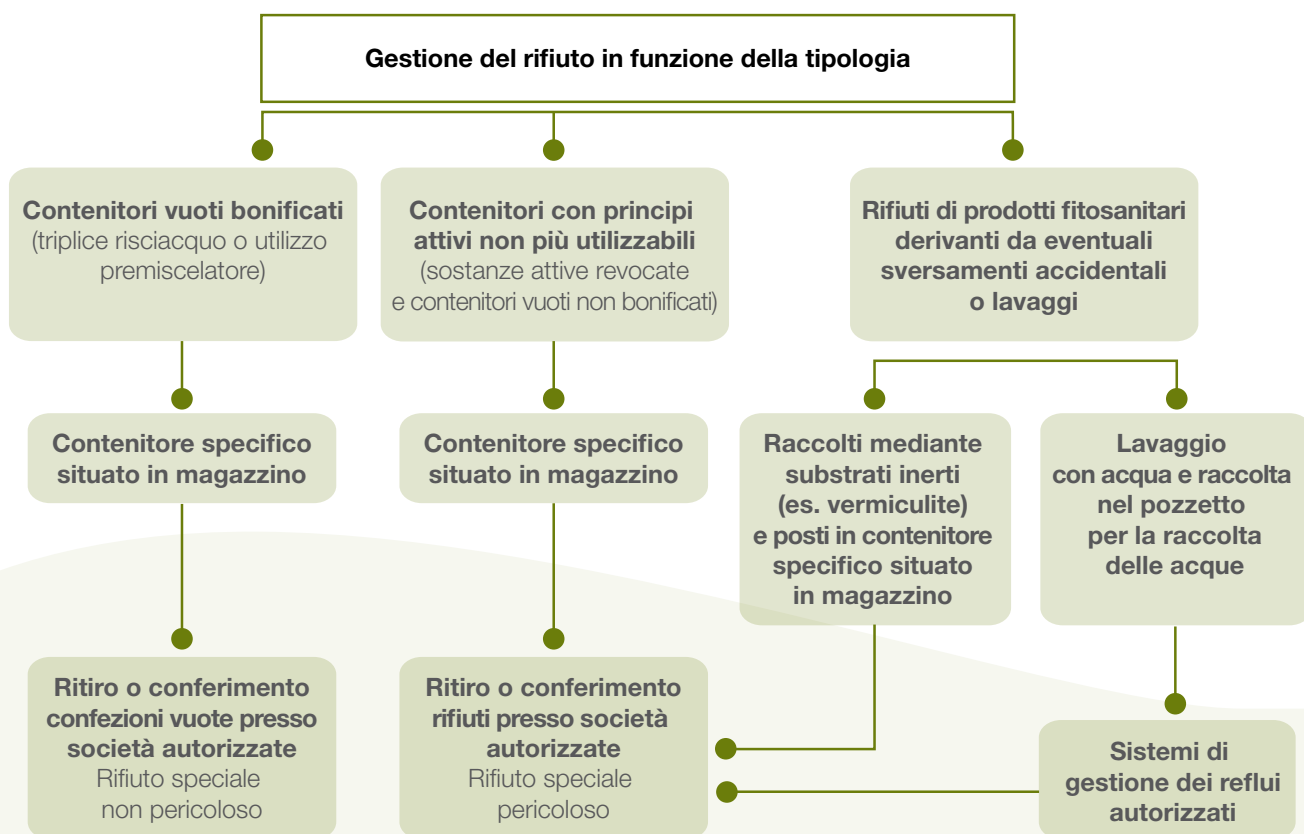 Gestione del rifiuto in funzione della tipologia
Contenitori vuoti bonificati
(triplice risciacquo o utilizzo
premiscelatore)
Contenitori con principi
attivi non più utilizzabili
(sostanze attive revocate
e contenitori vuoti non bonificati)
Rifiuti di prodotti fitosanitari
derivanti da eventuali
sversamenti accidentali
o lavaggi
Contenitore specifico
situato in magazzino
Contenitore specifico
situato in magazzino
Raccolti mediante
substrati inerti
(es. vermiculite)
e posti in contenitore
specifico situato
in magazzino
Lavaggio
con acqua e raccolta
nel pozzetto
per la raccolta
delle acque
Ritiro o conferimento
confezioni vuote presso
società autorizzate
Rifiuto speciale
non pericoloso
Ritiro o conferimento
rifiuti presso società
autorizzate
Rifiuto speciale
pericoloso
Sistemi di
gestione dei reflui
autorizzati